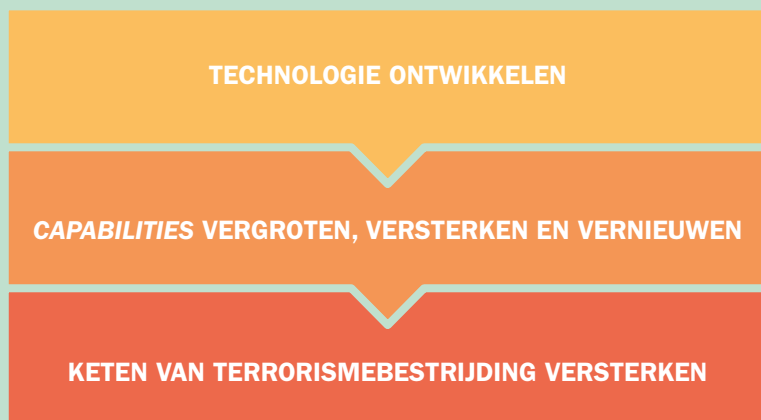 TECHNOLOGIE ONTWIKKELEN
CAPABILITIES VERGROTEN, VERSTERKEN EN VERNIEUWEN
KETEN VAN TERRORISMEBESTRIJDING VERSTERKEN